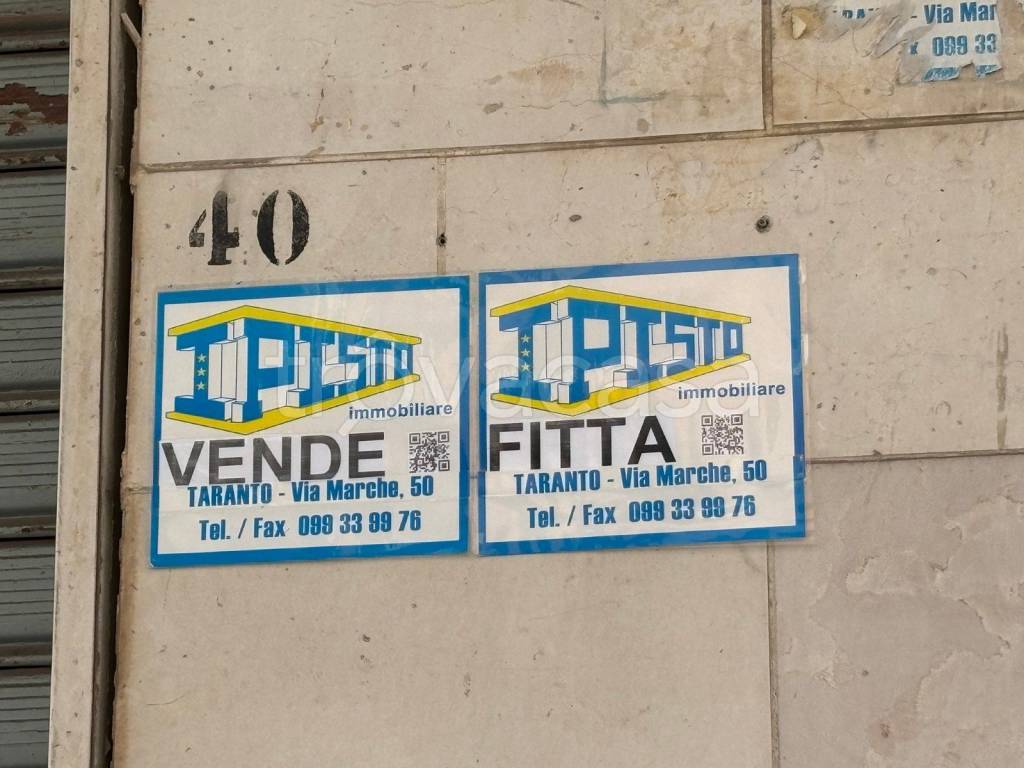 - Via Mar
099 33
40
IPISTO
immobiliare
VENDE
TARANTO - Via Marche, 50
Tel. / Fax 099 33 99 76
IPISTO
immobiliare
FITTA
TARANTO - Via Marche, 50
Tel. / Fax 099 33 99 76
trovacasa